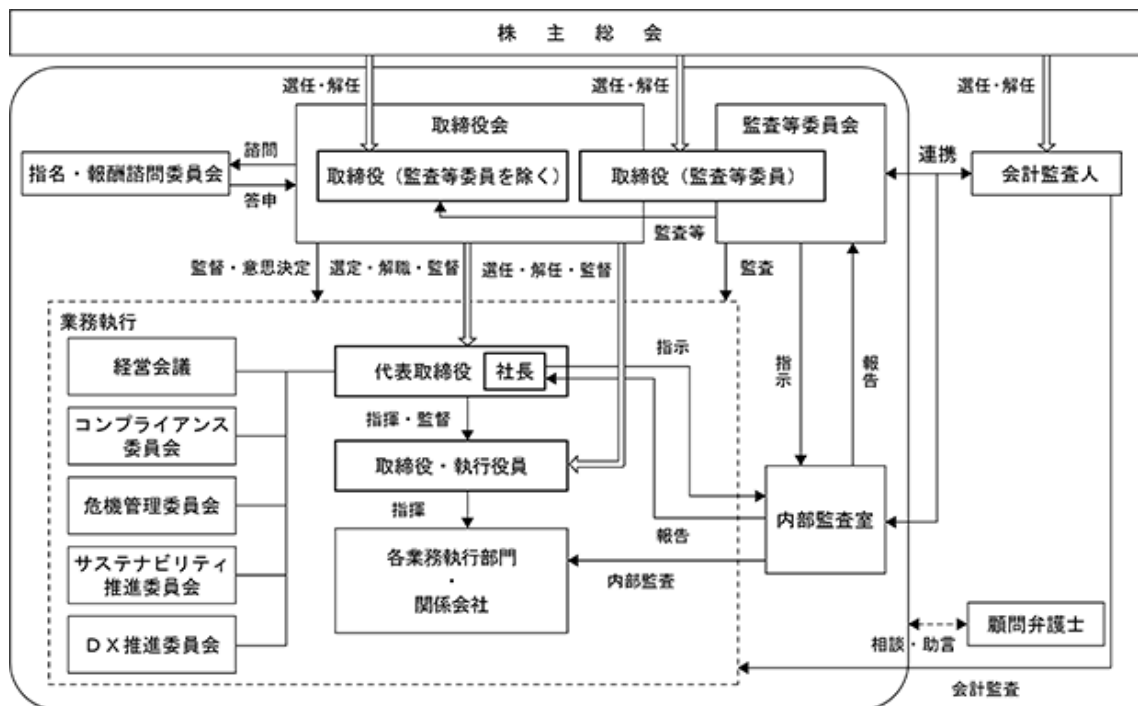 株主総会
選任・解任
選任・解任
選任・解任
取締役会
監査等委員会
諮問
指名・報酬諮問委員会
答申
取締役（監査等委員を除く）
取締役（監査等委員）
連携
会計監査人
監査等
監督・意思決定
選定・解職・監督
選任・解任・監督
監査
業務執行
経営会議
代表取締役
社長
指示
指示
報告
コンプライアンス
委員会
指揮・監督
取締役・執行役員
危機管理委員会
指揮
内部監査室
各業務執行部門
・
関係会社
報告
内部監査
サステナビリティ
推進委員会
ＤＸ推進委員会
顧問弁護士
相談・助言
会計監査